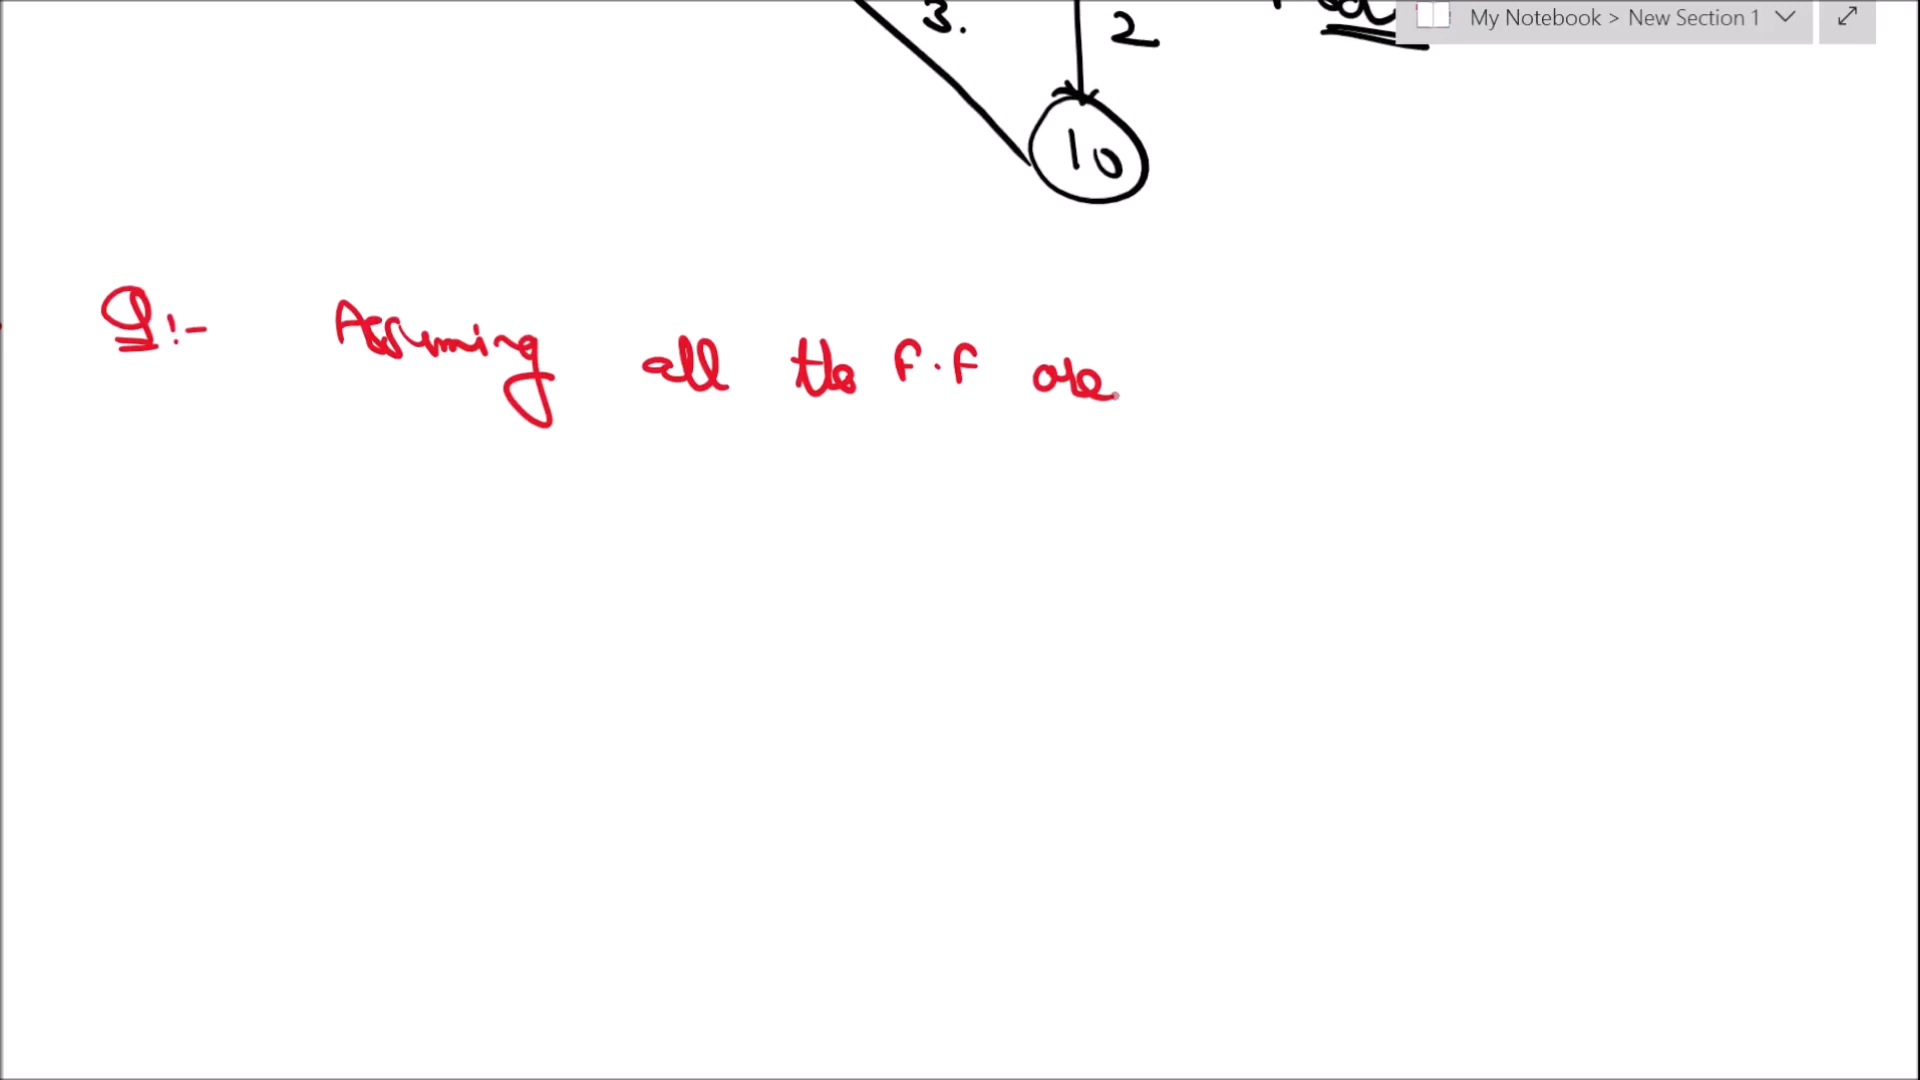 3. 2
My Notebook > New Section 1
10
Q:- Assuming all the F.F are